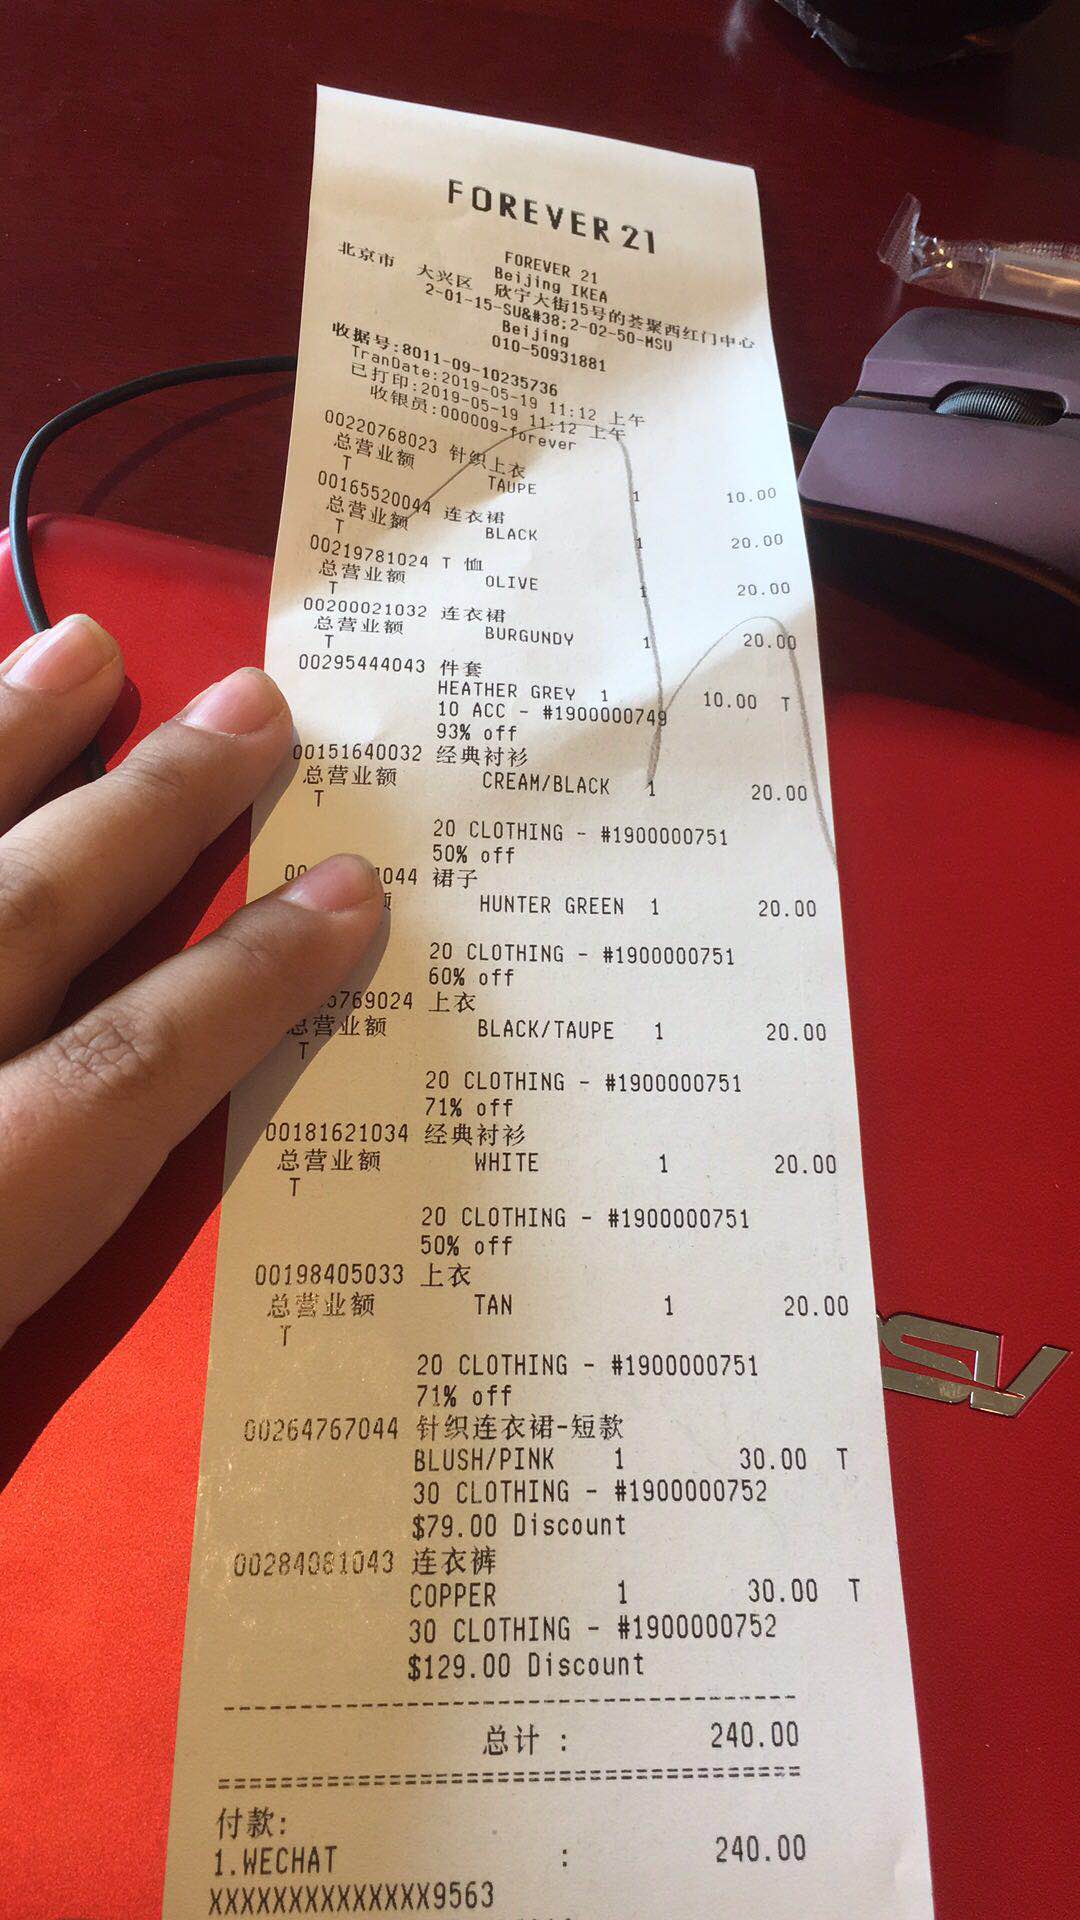 FOREVER 21
FOREVER 21
Beijing IKEA
北京市 大兴区 欣宁大街15号的荟聚西红门中心
2-01-15-SU&#38;2-02-50-MSU
Beijing
010-50931881
收据号:8011-09-10235736
TranDate:2019-05-19 11:12 上午
已打印:2019-05-19 11:12 上午
收银员:000009-forever
00220768023 针织上衣
总营业额 TAUPE 1 10.00
T
00165520044 连衣裙
总营业额 BLACK 1 20.00
T
00219781024 T 恤
总营业额 OLIVE 1 20.00
T
00200021032 连衣裙
总营业额 BURGUNDY 1 20.00
T
00295444043 件套
HEATHER GREY 1 10.00 T
10 ACC - #1900000749
93% off
00151640032 经典衬衫
总营业额 CREAM/BLACK 1 20.00
T
20 CLOTHING - #1900000751
50% off
044 裙子
HUNTER GREEN 1 20.00
20 CLOTHING - #1900000751
60% off
5769024 上衣
总营业额 BLACK/TAUPE 1 20.00
T
20 CLOTHING - #1900000751
71% off
00181621034 经典衬衫
总营业额 WHITE 1 20.00
T
20 CLOTHING - #1900000751
50% off
00198405033 上衣
总营业额 TAN 1 20.00
T
20 CLOTHING - #1900000751
71% off
00264767044 针织连衣裙-短款
BLUSH/PINK 1 30.00 T
30 CLOTHING - #1900000752
$79.00 Discount
00284081043 连衣裤
COPPER 1 30.00 T
30 CLOTHING - #1900000752
$129.00 Discount
总计 : 240.00
付款:
1.WECHAT : 240.00
XXXXXXXXXXXXXX9563